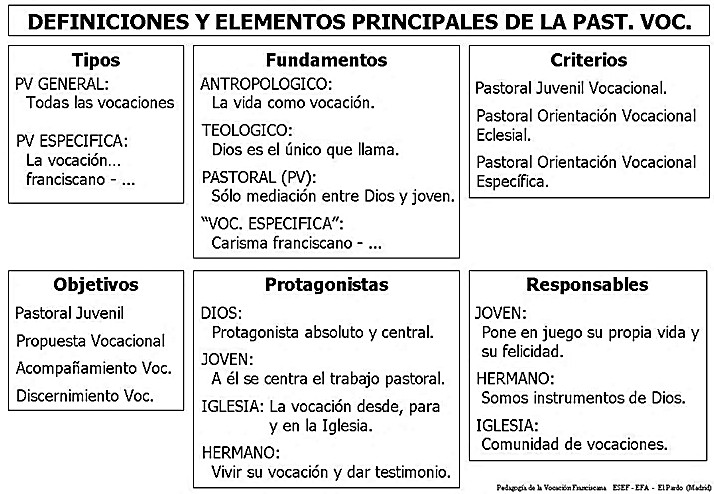 DEFINICIONES Y ELEMENTOS PRINCIPALES DE LA PAST. VOC.
Tipos
PV GENERAL:
Todas las vocaciones
PV ESPECIFICA:
La vocación...
franciscano - ...
Fundamentos
ANTROPOLOGICO:
La vida como vocación.
TEOLOGICO:
Dios es el único que llama.
PASTORAL (PV):
Sólo mediación entre Dios y joven.
“VOC. ESPECIFICA”:
Carisma franciscano - ...
Criterios
Pastoral Juvenil Vocacional.
Pastoral Orientación Vocacional
Eclesial.
Pastoral Orientación Vocacional
Específica.
Objetivos
Pastoral Juvenil
Propuesta Vocacional
Acompañamiento Voc.
Discernimiento Voc.
Protagonistas
DIOS:
Protagonista absoluto y central.
JOVEN:
A él se centra el trabajo pastoral.
IGLESIA: La vocación desde, para
y en la Iglesia.
HERMANO:
Vivir su vocación y dar testimonio.
Responsables
JOVEN:
Pone en juego su propia vida y
su felicidad.
HERMANO:
Somos instrumentos de Dios.
IGLESIA:
Comunidad de vocaciones.
Pedagogía de la Vocación Franciscana ESEF - EFA - El Pardo (Madrid)